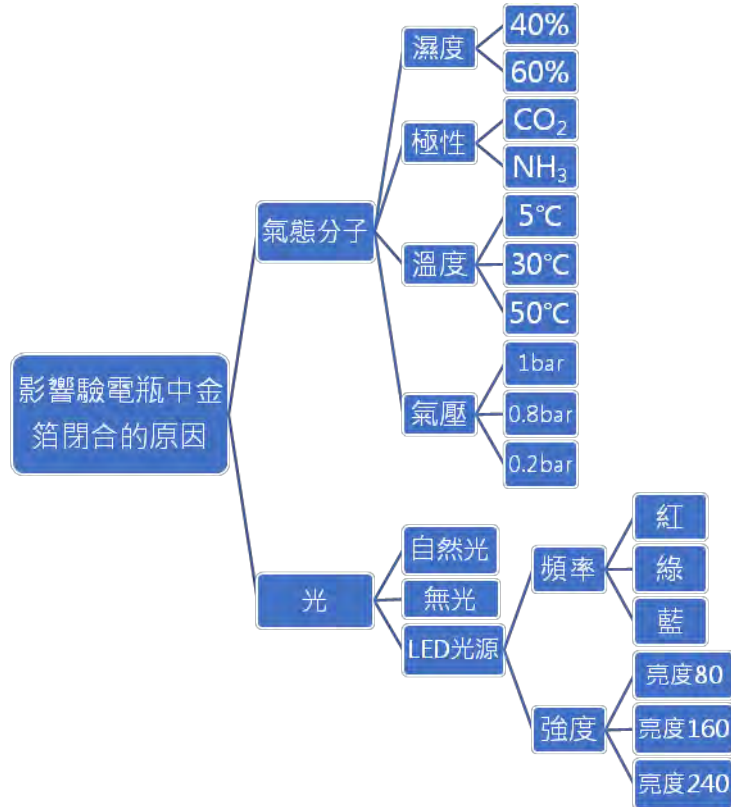 影響驗電瓶中金
箔閉合的原因
氣態分子
濕度
40%
60%
極性
CO₂
NH₃
溫度
5℃
30℃
50℃
氣壓
1bar
0.8bar
0.2bar
光
自然光
無光
LED光源
頻率
紅
綠
藍
強度
亮度80
亮度160
亮度240